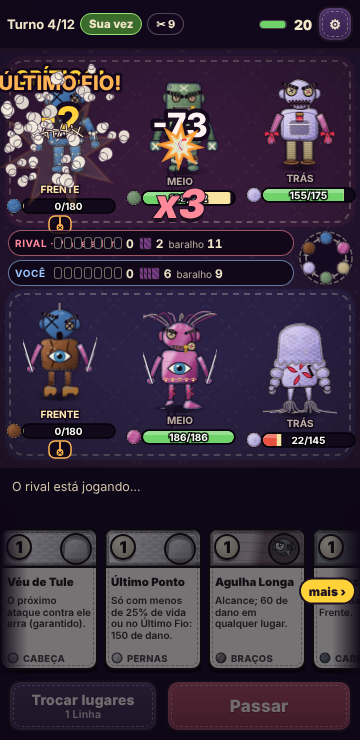 Turno 4/12 Sua vez ✂ 9 20
ÚLTIMO FIO!
-2
-73
x3
FRENTE
0/180
MEIO
TRÁS
155/175
RIVAL 0 2 baralho 11
VOCÊ 0 6 baralho 9
FRENTE
0/180
MEIO
186/186
TRÁS
22/145
O rival está jogando...
1
Véu de Tule
O próximo
ataque contra ele
erra (garantido).
CABEÇA
1
Último Ponto
Só com menos
de 25% de vida
ou no Último Fio:
150 de dano.
PERNAS
1
Agulha Longa
Alcance; 60 de
dano em
qualquer lugar.
BRAÇOS
1
mais ›
Frente.
Trocar lugares
1 Linha
Passar